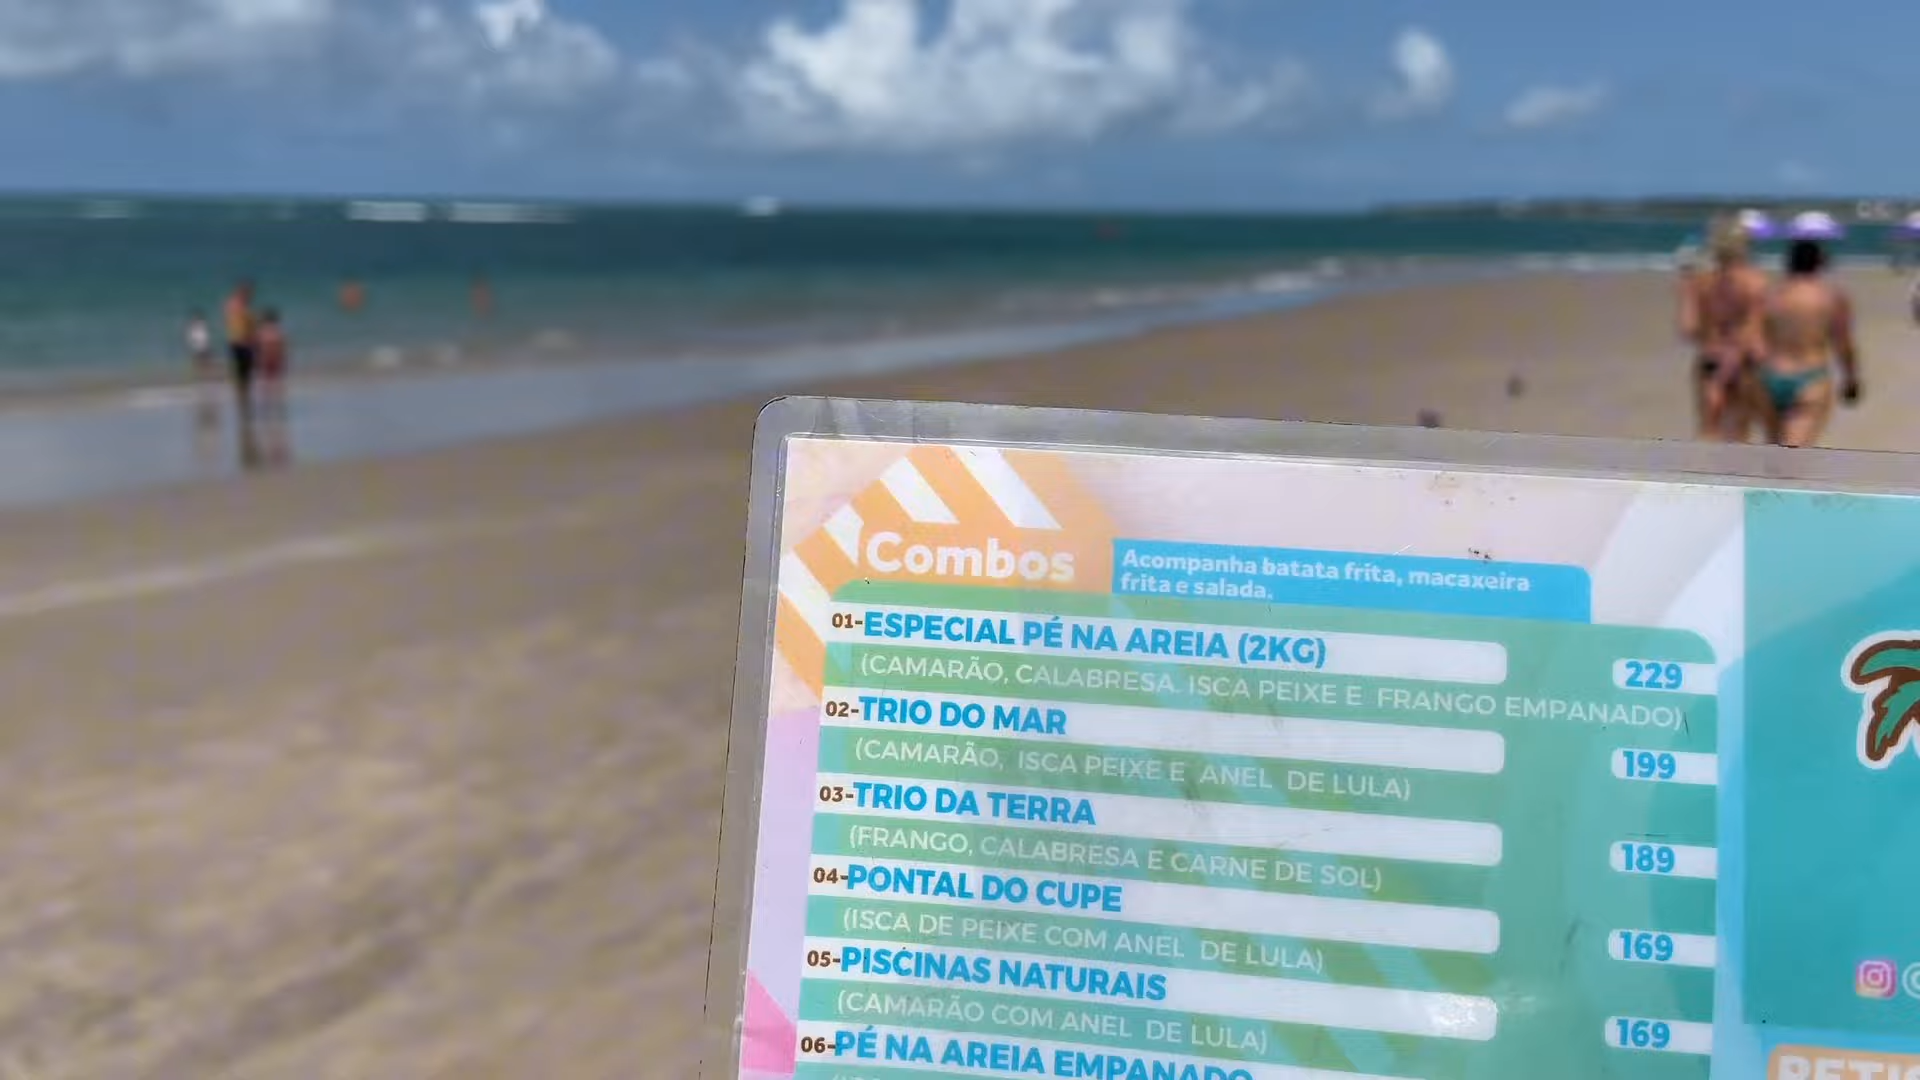 Combos
Acompanha batata frita, macaxeira
frita e salada.
01-ESPECIAL PÉ NA AREIA (2KG)
229
(CAMARÃO, CALABRESA. ISCA PEIXE E FRANGO EMPANADO)
02-TRIO DO MAR
199
(CAMARÃO, ISCA PEIXE E ANEL DE LULA)
03-TRIO DA TERRA
189
(FRANGO, CALABRESA E CARNE DE SOL)
04-PONTAL DO CUPE
169
(ISCA DE PEIXE COM ANEL DE LULA)
05-PISCINAS NATURAIS
169
(CAMARÃO COM ANEL DE LULA)
06-PÉ NA AREIA EMPANADO